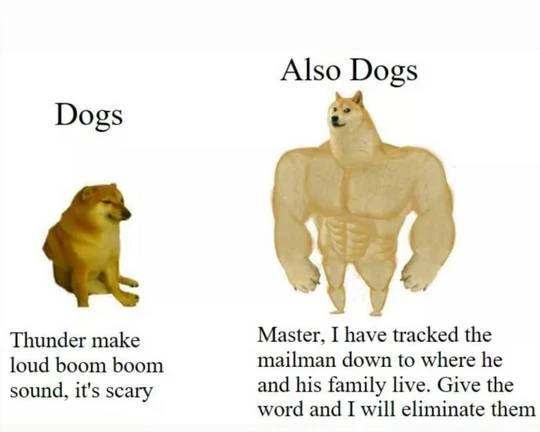 Also Dogs
Dogs
Thunder make
loud boom boom
sound, it's scary
Master, I have tracked the
mailman down to where he
and his family live. Give the
word and I will eliminate them